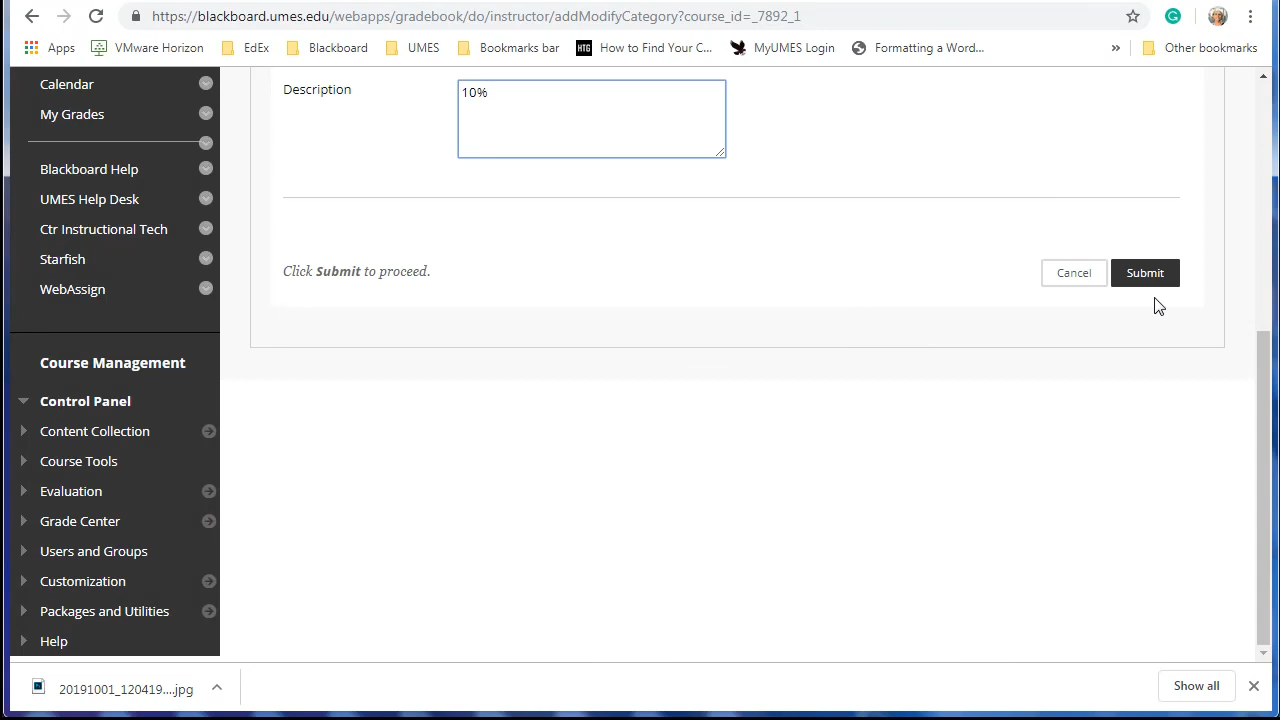 https://blackboard.umes.edu/webapps/gradebook/do/instructor/addModifyCategory?course_id=_7892_1
Apps VMware Horizon EdEx Blackboard UMES Bookmarks bar HTG How to Find Your C... MyUMES Login Formatting a Word... » Other bookmarks
Calendar
My Grades
Blackboard Help
UMES Help Desk
Ctr Instructional Tech
Starfish
WebAssign
Course Management
Control Panel
Content Collection
Course Tools
Evaluation
Grade Center
Users and Groups
Customization
Packages and Utilities
Help
Description 10%
Click Submit to proceed. Cancel Submit
20191001_120419....jpg Show all